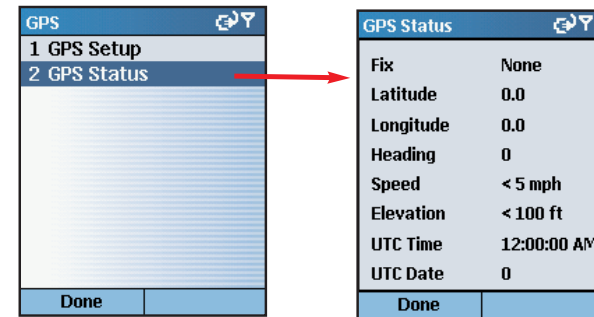 GPS
1 GPS Setup
2 GPS Status
Done
GPS Status
Fix None
Latitude 0.0
Longitude 0.0
Heading 0
Speed < 5 mph
Elevation < 100 ft
UTC Time 12:00:00 AM
UTC Date 0
Done